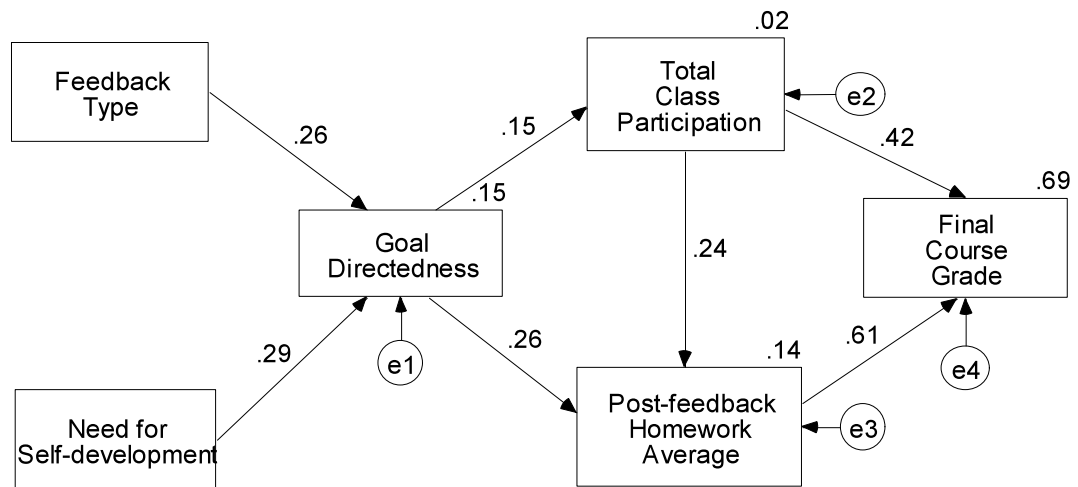 .02
Feedback
Type
Total
Class
Participation
e2
.26
.15
.42
.15
.69
Goal
Directedness
Final
Course
Grade
.24
.29
e1
.26
.14
.61
e4
Need for
Self-development
Post-feedback
Homework
Average
e3